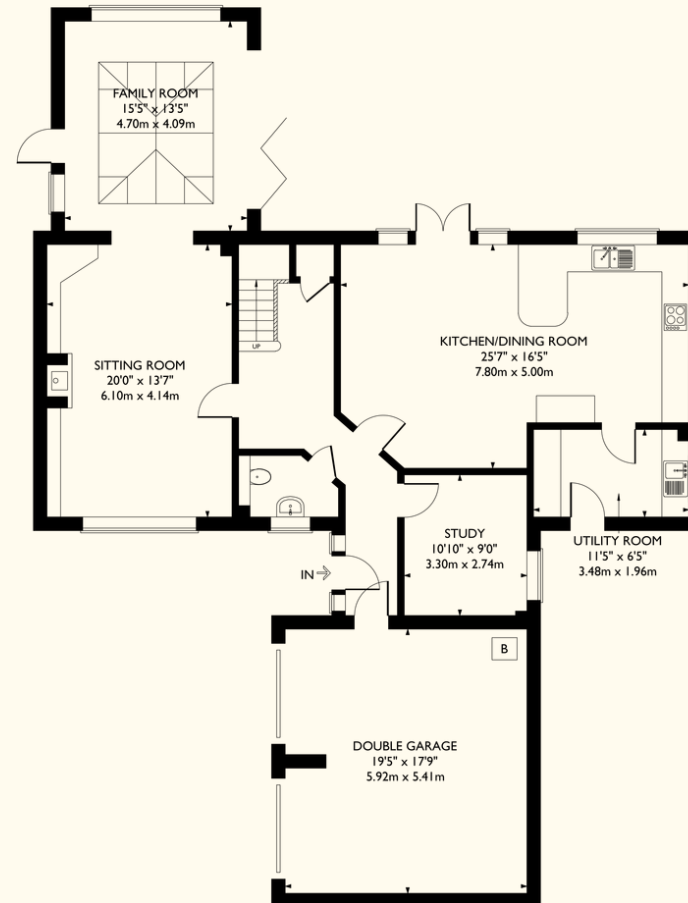 FAMILY ROOM
15'5" x 13'5"
4.70m x 4.09m
SITTING ROOM
20'0" x 13'7"
6.10m x 4.14m
UP
KITCHEN/DINING ROOM
25'7" x 16'5"
7.80m x 5.00m
STUDY
10'10" x 9'0"
3.30m x 2.74m
UTILITY ROOM
11'5" x 6'5"
3.48m x 1.96m
IN
B
DOUBLE GARAGE
19'5" x 17'9"
5.92m x 5.41m